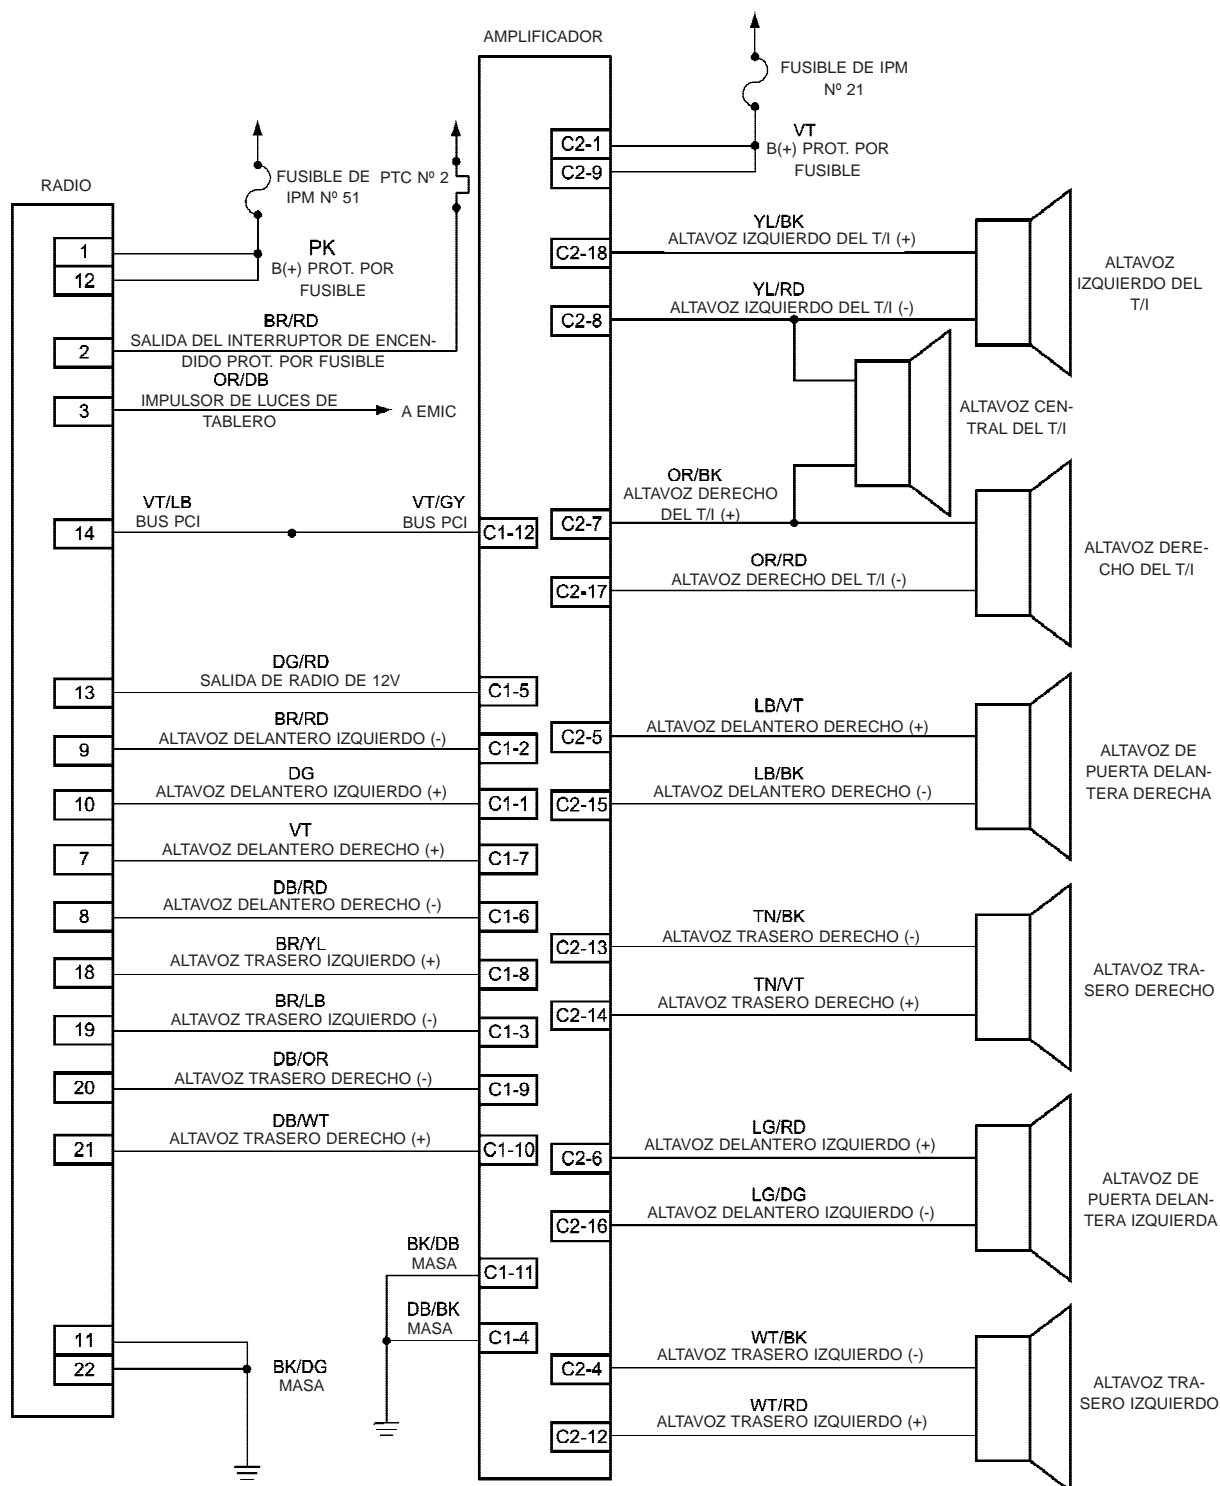 AMPLIFICADOR
FUSIBLE DE IPM
Nº 21
C2-1
VT
B(+) PROT. POR
FUSIBLE
C2-9
RADIO
FUSIBLE DE
IPM Nº 51
PTC Nº 2
1
12
PK
B(+) PROT. POR
FUSIBLE
2
BR/RD
SALIDA DEL INTERRUPTOR DE ENCEN-
DIDO PROT. POR FUSIBLE
3
OR/DB
IMPULSOR DE LUCES DE
TABLERO
A EMIC
14
VT/LB
BUS PCI
VT/GY
BUS PCI
C1-12
13
DG/RD
SALIDA DE RADIO DE 12V
C1-5
9
BR/RD
ALTAVOZ DELANTERO IZQUIERDO (-)
C1-2
10
DG
ALTAVOZ DELANTERO IZQUIERDO (+)
C1-1
7
VT
ALTAVOZ DELANTERO DERECHO (+)
C1-7
8
DB/RD
ALTAVOZ DELANTERO DERECHO (-)
C1-6
18
BR/YL
ALTAVOZ TRASERO IZQUIERDO (+)
C1-8
19
BR/LB
ALTAVOZ TRASERO IZQUIERDO (-)
C1-3
20
DB/OR
ALTAVOZ TRASERO DERECHO (-)
C1-9
21
DB/WT
ALTAVOZ TRASERO DERECHO (+)
C1-10
BK/DB
MASA
C1-11
DB/BK
MASA
C1-4
11
22
BK/DG
MASA
C2-18
YL/BK
ALTAVOZ IZQUIERDO DEL T/I (+)
C2-8
YL/RD
ALTAVOZ IZQUIERDO DEL T/I (-)
ALTAVOZ
IZQUIERDO DEL
T/I
ALTAVOZ CEN-
TRAL DEL T/I
C2-7
OR/BK
ALTAVOZ DERECHO
DEL T/I (+)
C2-17
OR/RD
ALTAVOZ DERECHO DEL T/I (-)
ALTAVOZ DERE-
CHO DEL T/I
C2-5
LB/VT
ALTAVOZ DELANTERO DERECHO (+)
C2-15
LB/BK
ALTAVOZ DELANTERO DERECHO (-)
ALTAVOZ DE
PUERTA DELAN-
TERA DERECHA
C2-13
TN/BK
ALTAVOZ TRASERO DERECHO (-)
C2-14
TN/VT
ALTAVOZ TRASERO DERECHO (+)
ALTAVOZ TRA-
SERO DERECHO
C2-6
LG/RD
ALTAVOZ DELANTERO IZQUIERDO (+)
C2-16
LG/DG
ALTAVOZ DELANTERO IZQUIERDO (-)
ALTAVOZ DE
PUERTA DELAN-
TERA IZQUIERDA
C2-4
WT/BK
ALTAVOZ TRASERO IZQUIERDO (-)
C2-12
WT/RD
ALTAVOZ TRASERO IZQUIERDO (+)
ALTAVOZ TRA-
SERO IZQUIERDO